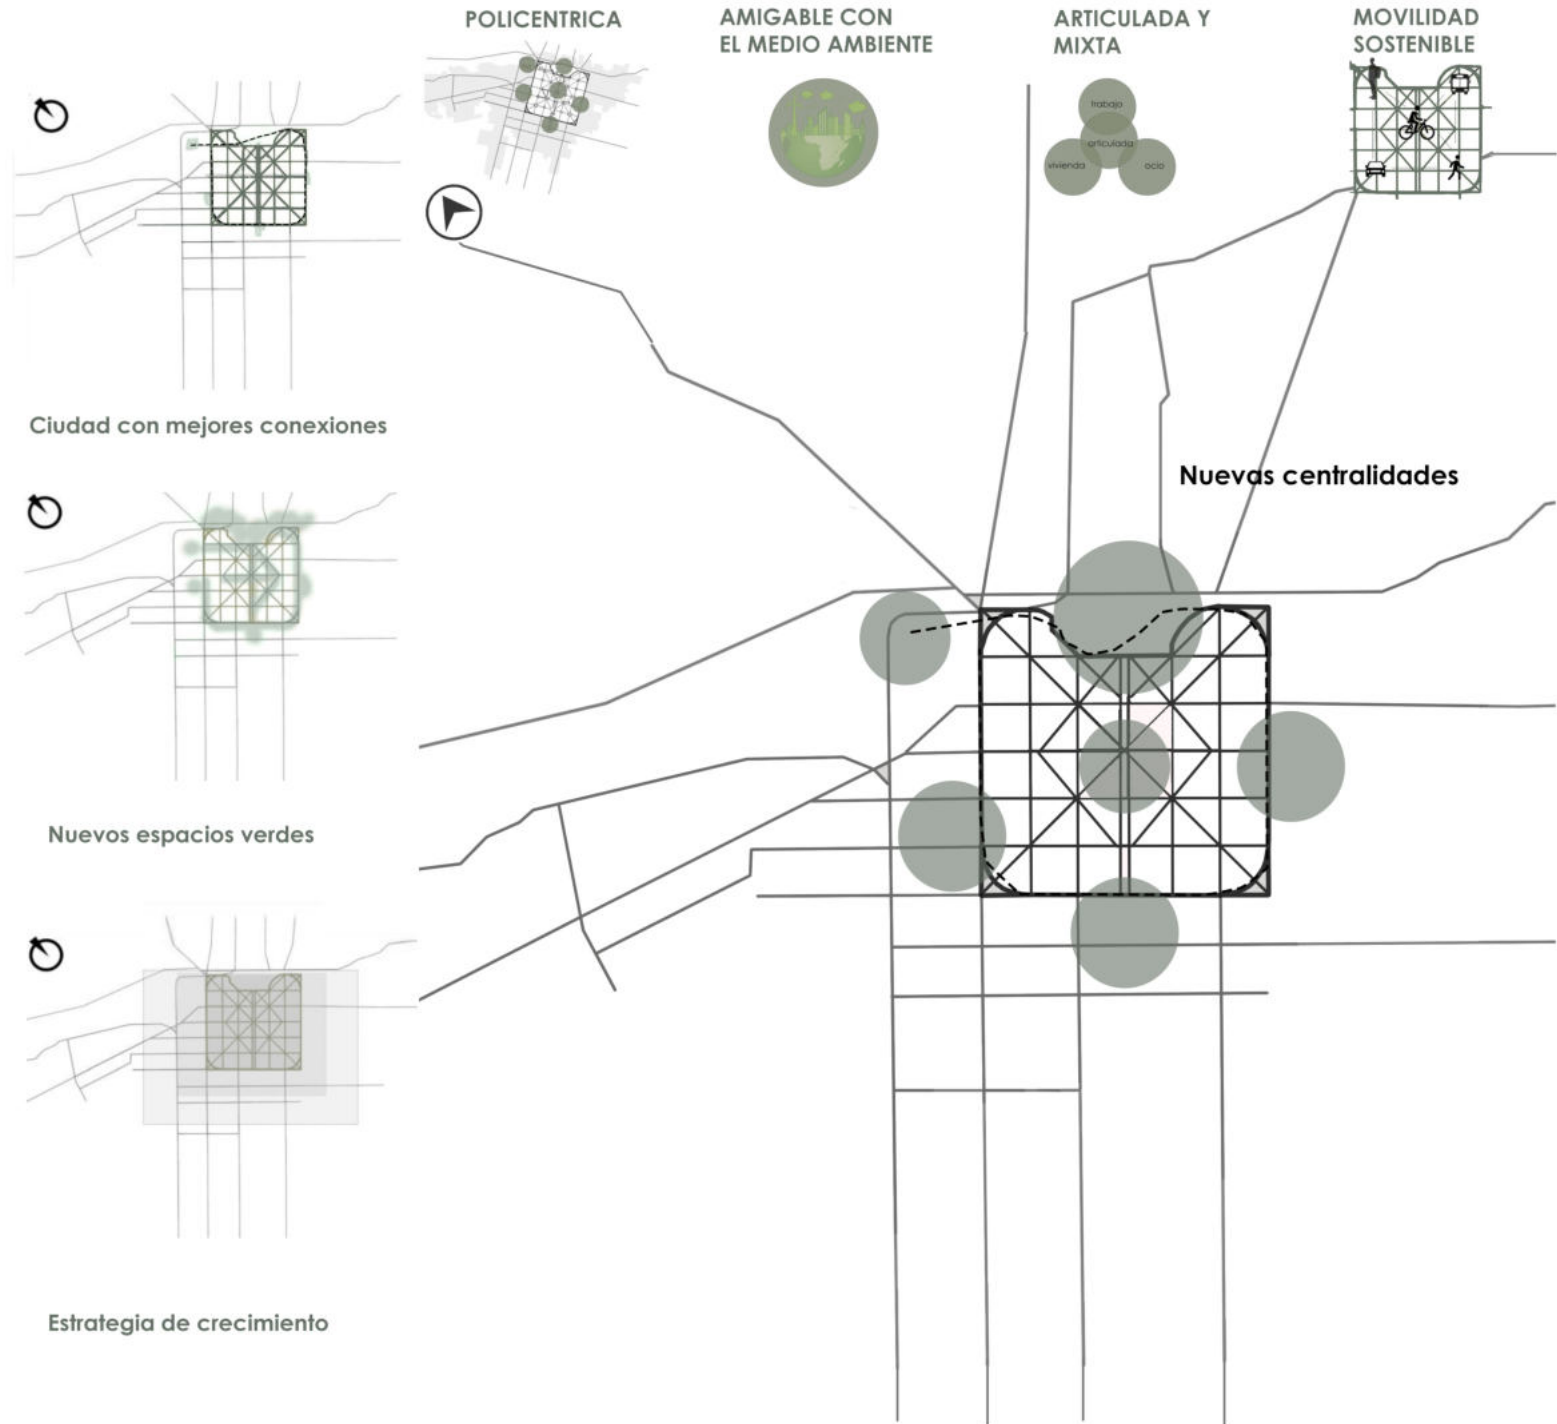 POLICENTRICA
AMIGABLE CON
EL MEDIO AMBIENTE
ARTICULADA Y
MIXTA
MOVILIDAD
SOSTENIBLE
trabajo
articulada
vivienda
ocio
Ciudad con mejores conexiones
Nuevas centralidades
Nuevos espacios verdes
Estrategia de crecimiento